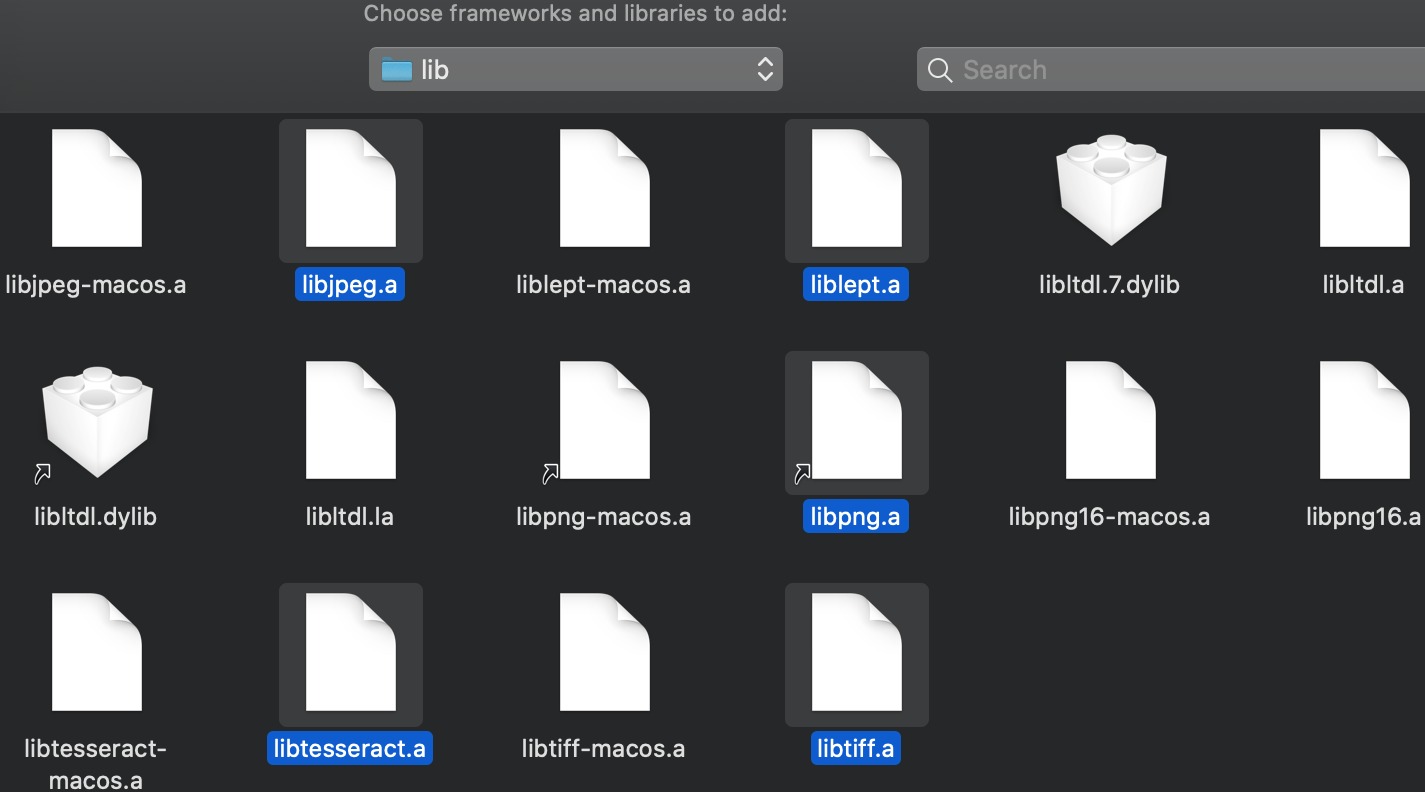 Choose frameworks and libraries to add:
lib
Search
libjpeg-macos.a
libjpeg.a
liblept-macos.a
liblept.a
libltdl.7.dylib
libltdl.a
libltdl.dylib
libltdl.la
libpng-macos.a
libpng.a
libpng16-macos.a
libpng16.a
libtesseract-
macos.a
libtesseract.a
libtiff-macos.a
libtiff.a